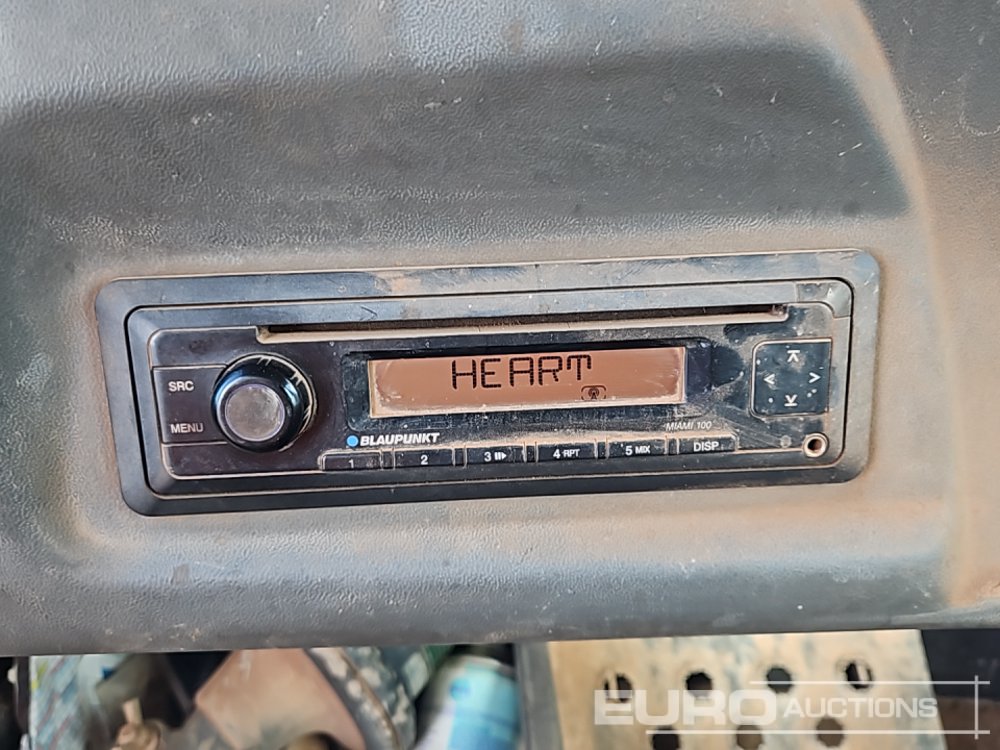 HEART
SRC
MENU
BLAUPUNKT
MIAMI 100
1 2 3 4 RPT 5 MIX DISP
EURO AUCTIONS